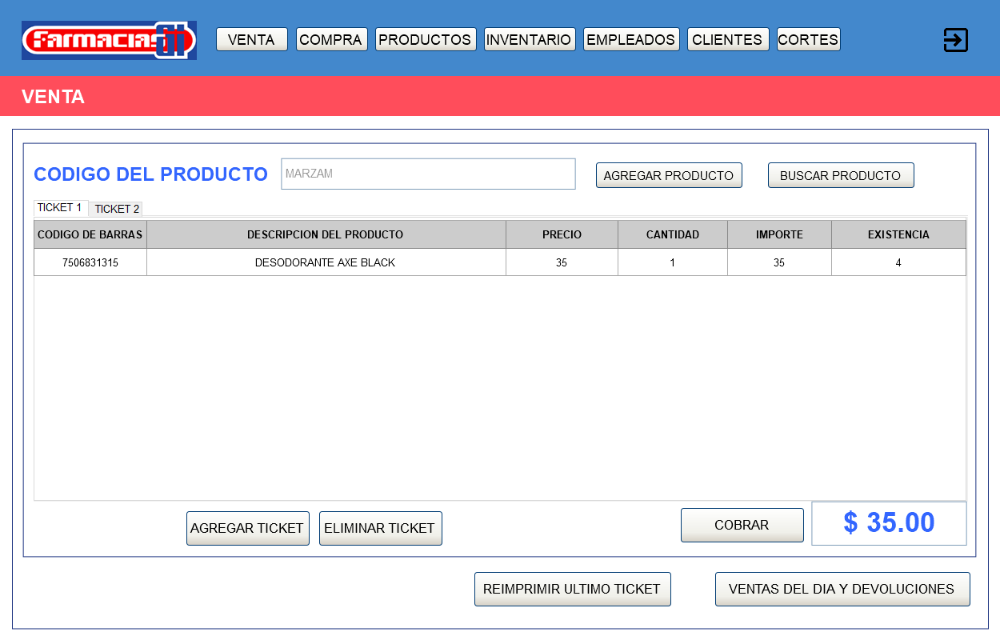 Farmacias GI VENTA COMPRA PRODUCTOS INVENTARIO EMPLEADOS CLIENTES CORTES
VENTA
CODIGO DEL PRODUCTO MARZAM AGREGAR PRODUCTO BUSCAR PRODUCTO
TICKET 1 TICKET 2
CODIGO DE BARRAS DESCRIPCION DEL PRODUCTO PRECIO CANTIDAD IMPORTE EXISTENCIA
7506831315 DESODORANTE AXE BLACK 35 1 35 4
AGREGAR TICKET ELIMINAR TICKET COBRAR $ 35.00
REIMPRIMIR ULTIMO TICKET VENTAS DEL DIA Y DEVOLUCIONES